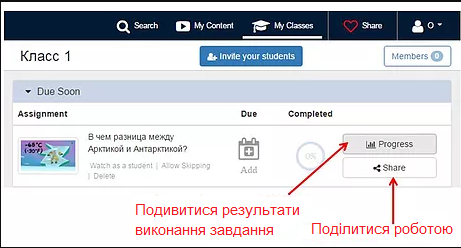 Search My Content My Classes Share O
Класс 1 Invite your students Members 0
Due Soon
Assignment Due Completed
В чем разница между
Арктикой и Антарктикой?
Watch as a student | Allow Skipping
| Delete
-68°C
Add
0%
Progress
Share
Подивитися результати
виконання завдання
Поділитися роботою